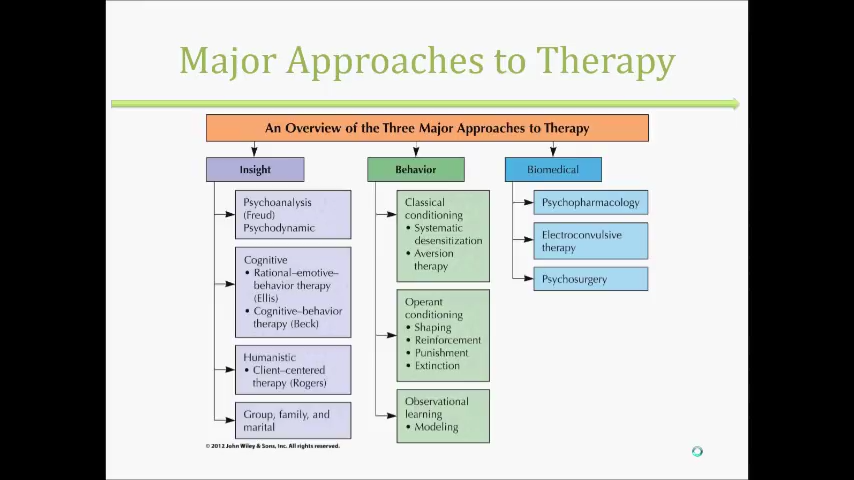 Major Approaches to Therapy
An Overview of the Three Major Approaches to Therapy
Insight
Psychoanalysis
(Freud)
Psychodynamic
Cognitive
• Rational–emotive–
behavior therapy
(Ellis)
• Cognitive–behavior
therapy (Beck)
Humanistic
• Client–centered
therapy (Rogers)
Group, family, and
marital
Behavior
Classical
conditioning
• Systematic
desensitization
• Aversion
therapy
Operant
conditioning
• Shaping
• Reinforcement
• Punishment
• Extinction
Observational
learning
• Modeling
Biomedical
Psychopharmacology
Electroconvulsive
therapy
Psychosurgery
© 2012 John Wiley & Sons, Inc. All rights reserved.